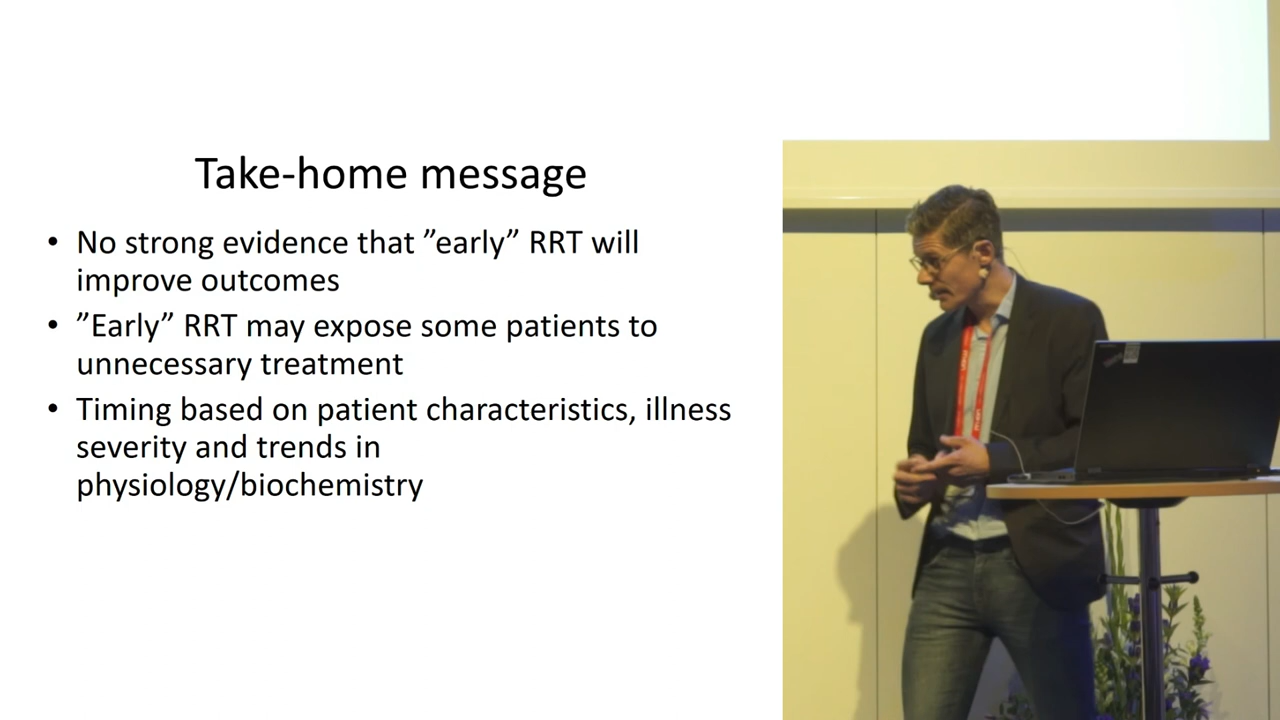 Take-home message
• No strong evidence that ”early” RRT will
improve outcomes
• ”Early” RRT may expose some patients to
unnecessary treatment
• Timing based on patient characteristics, illness
severity and trends in
physiology/biochemistry